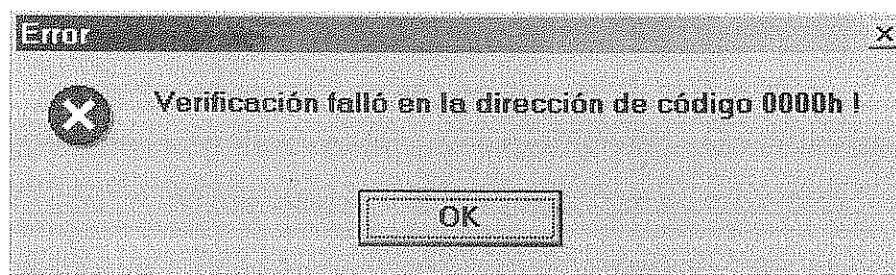 Error
Verificación falló en la dirección de código 0000h !
OK